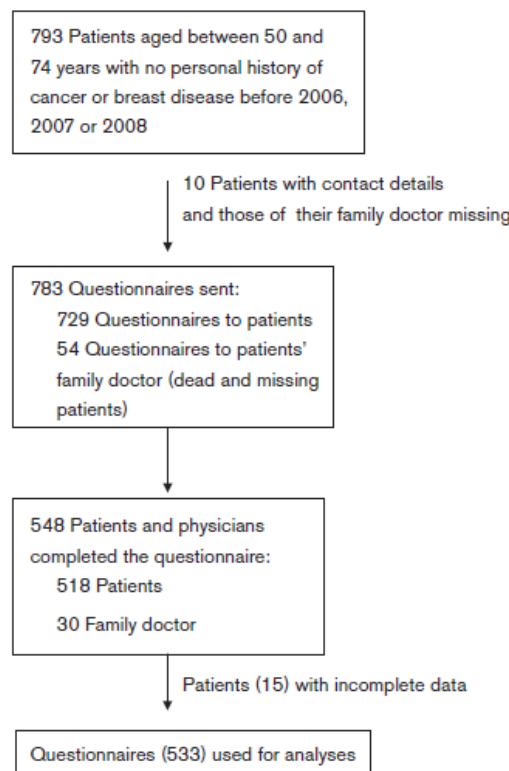 793 Patients aged between 50 and
74 years with no personal history of
cancer or breast disease before 2006,
2007 or 2008
10 Patients with contact details
and those of their family doctor missing
783 Questionnaires sent:
729 Questionnaires to patients
54 Questionnaires to patients'
family doctor (dead and missing
patients)
548 Patients and physicians
completed the questionnaire:
518 Patients
30 Family doctor
Patients (15) with incomplete data
Questionnaires (533) used for analyses